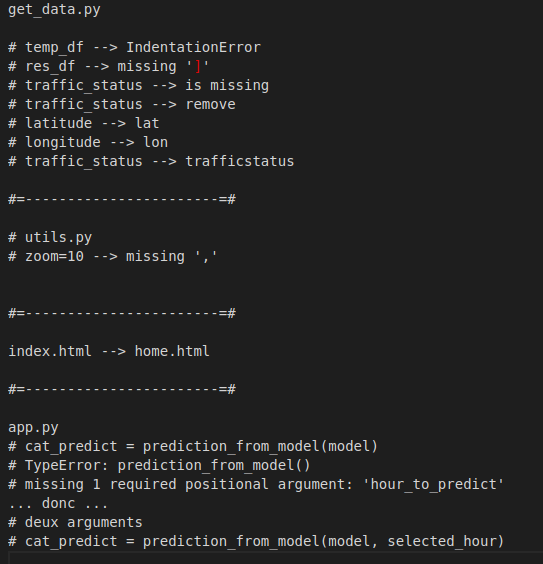 get_data.py
# temp_df --> IndentationError
# res_df --> missing ']'
# traffic_status --> is missing
# traffic_status --> remove
# latitude --> lat
# longitude --> lon
# traffic_status --> trafficstatus
#=-----------------------=#
# utils.py
# zoom=10 --> missing ','
#=-----------------------=#
index.html --> home.html
#=-----------------------=#
app.py
# cat_predict = prediction_from_model(model)
# TypeError: prediction_from_model()
# missing 1 required positional argument: 'hour_to_predict'
... donc ...
# deux arguments
# cat_predict = prediction_from_model(model, selected_hour)